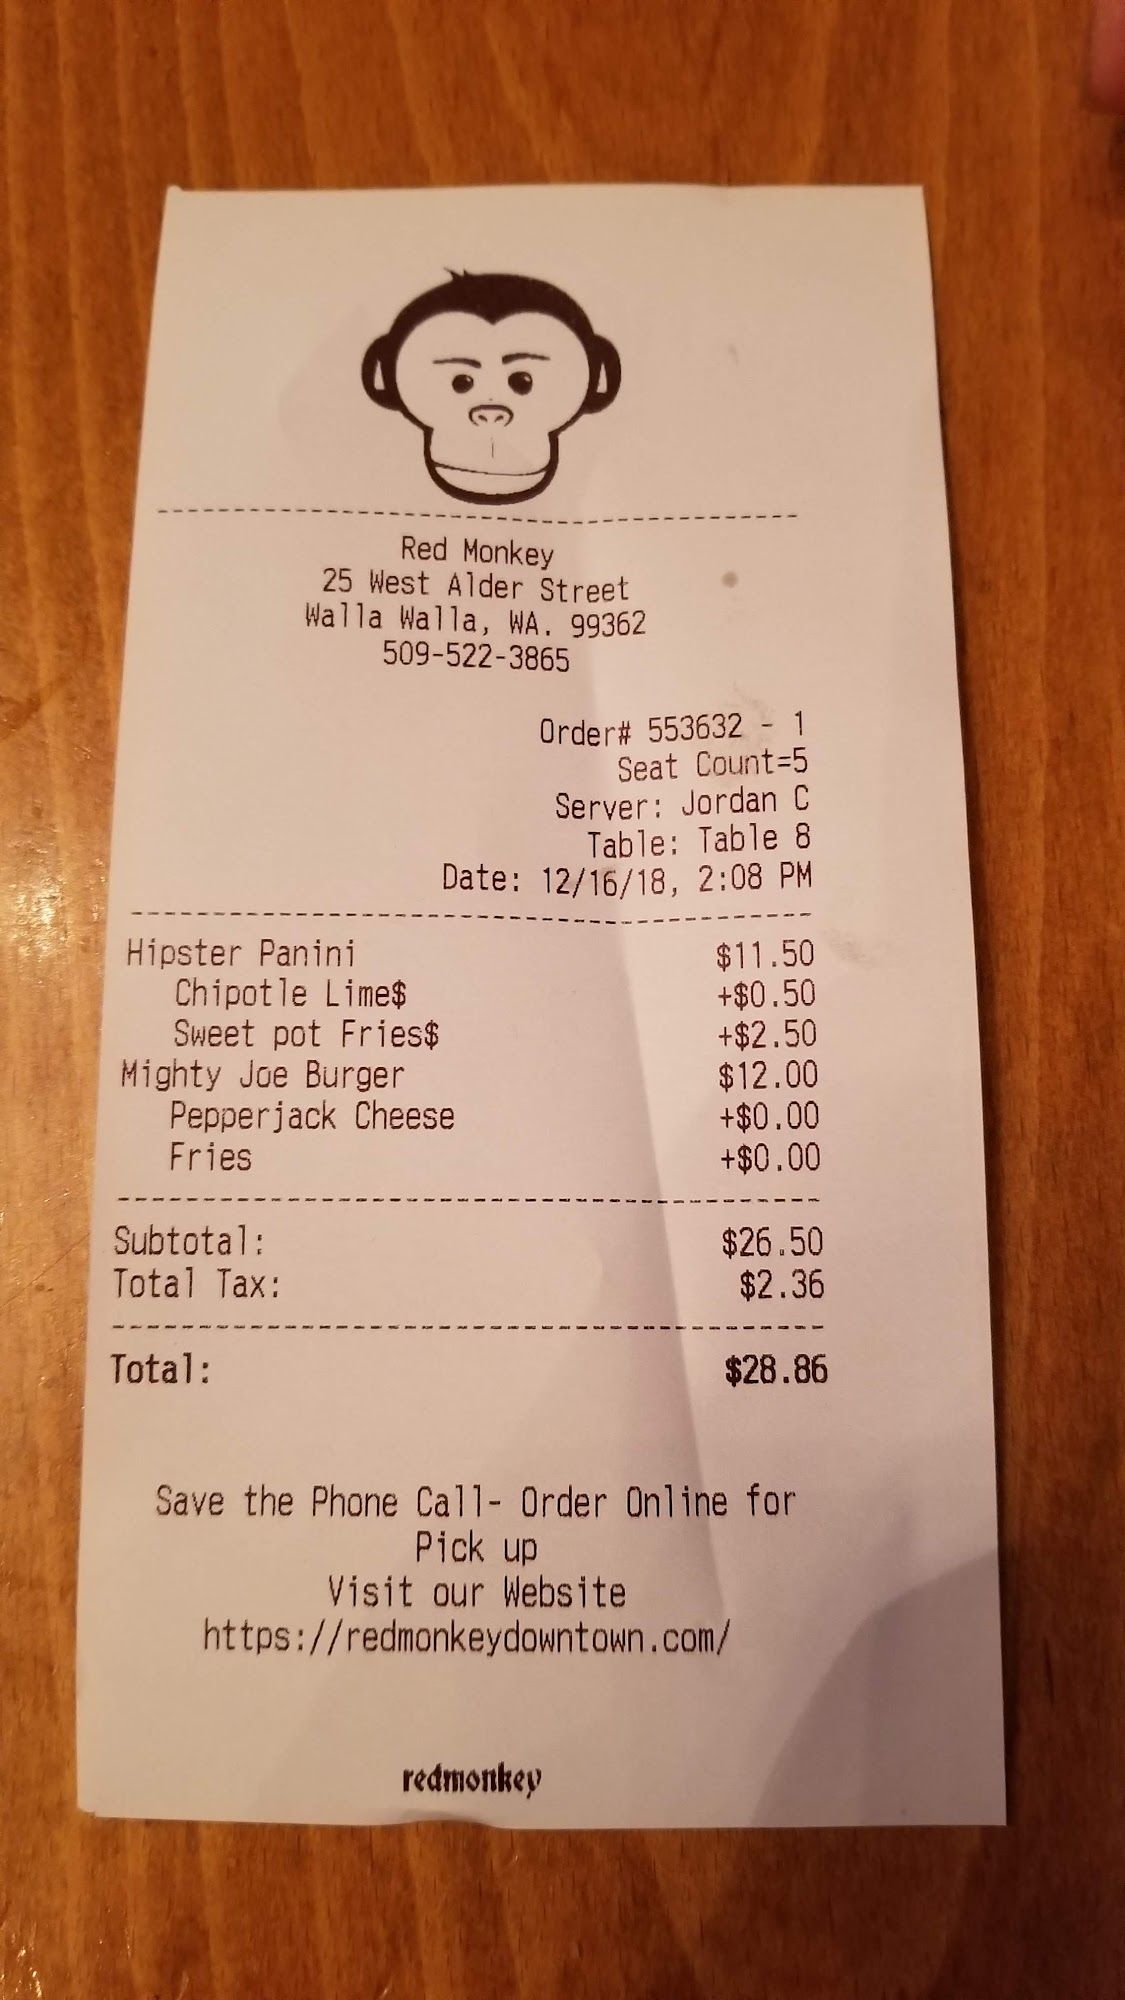 Red Monkey
25 West Alder Street
Walla Walla, WA. 99362
509-522-3865
Order# 553632 - 1
Seat Count=5
Server: Jordan C
Table: Table 8
Date: 12/16/18, 2:08 PM
Hipster Panini $11.50
Chipotle Lime$ +$0.50
Sweet pot Fries$ +$2.50
Mighty Joe Burger $12.00
Pepperjack Cheese +$0.00
Fries +$0.00
Subtotal: $26.50
Total Tax: $2.36
Total: $28.86
Save the Phone Call- Order Online for
Pick up
Visit our Website
https://redmonkeydowntown.com/
redmonkey